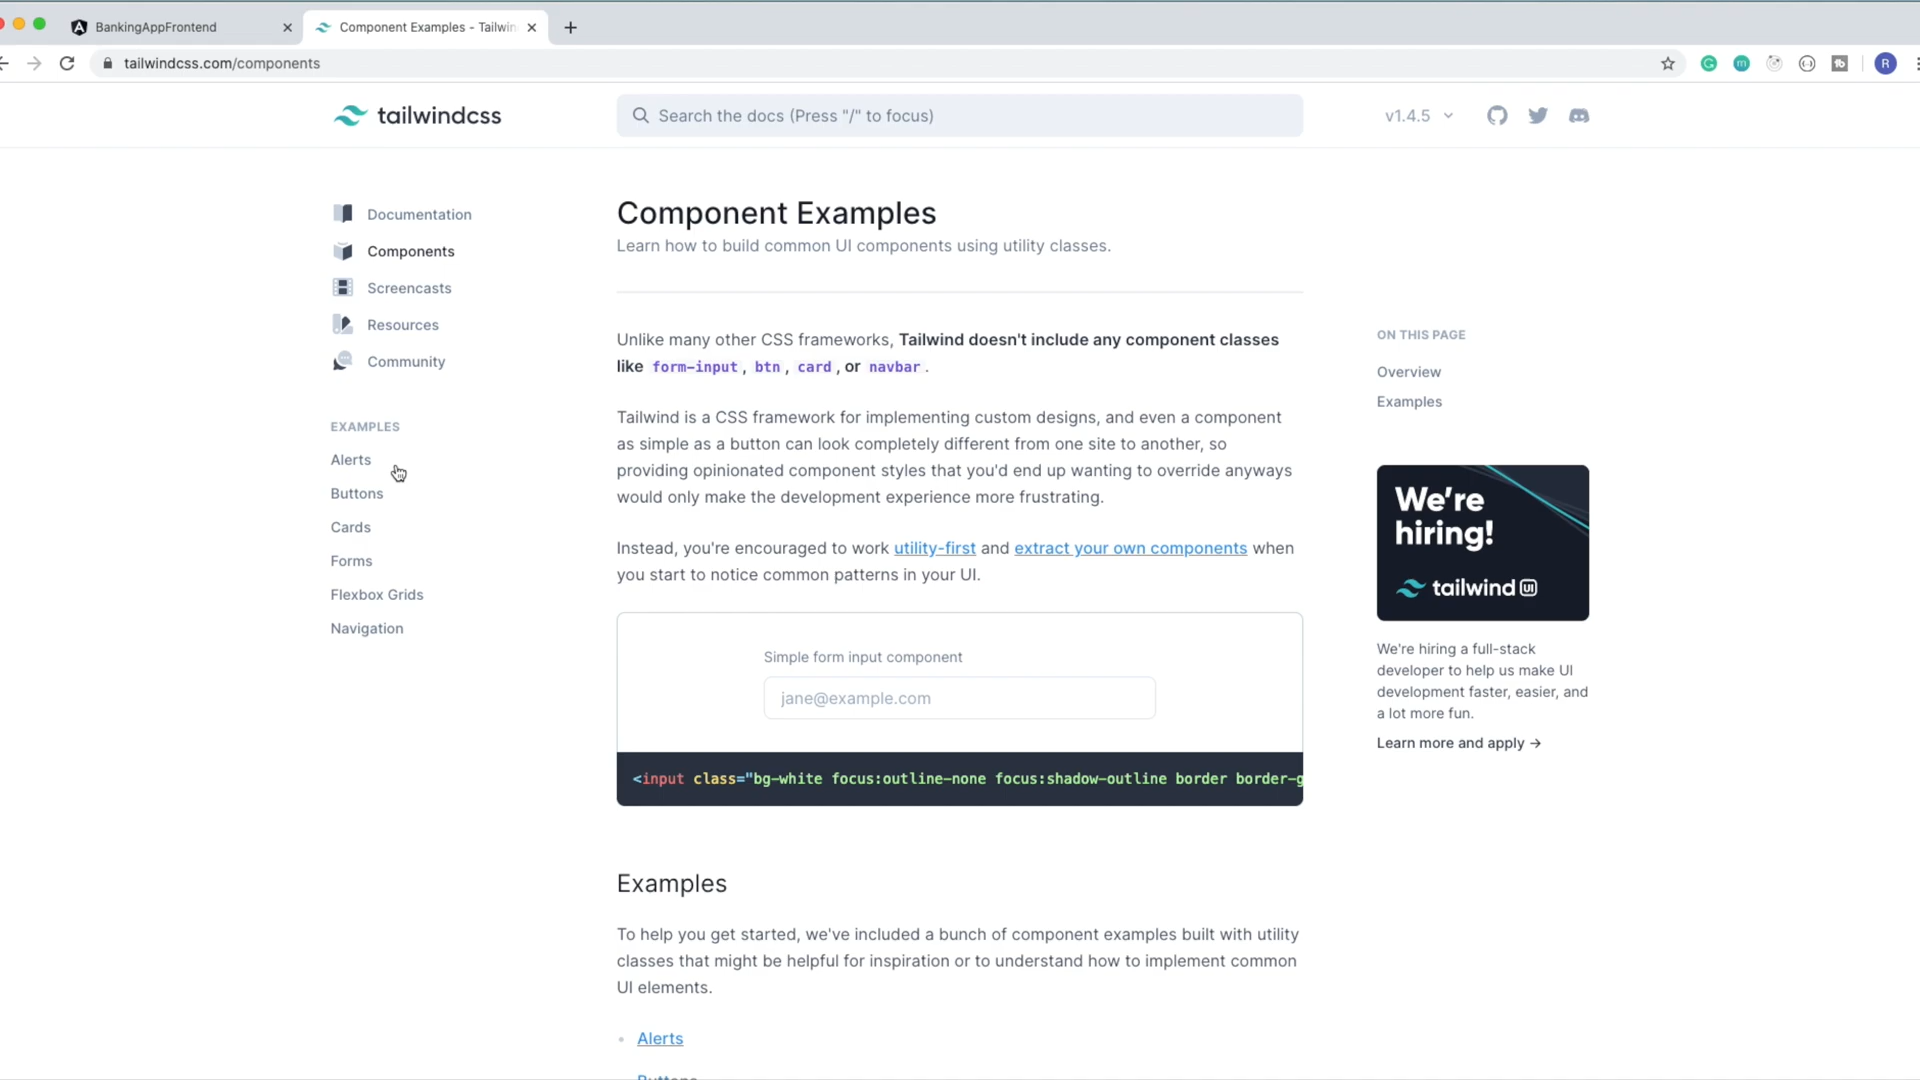 BankingAppFrontend
Component Examples - Tailwin
tailwindcss.com/components
R
tailwindcss
Search the docs (Press "/" to focus)
v1.4.5
Documentation
Components
Screencasts
Resources
Community
EXAMPLES
Alerts
Buttons
Cards
Forms
Flexbox Grids
Navigation
Component Examples
Learn how to build common UI components using utility classes.
Unlike many other CSS frameworks, Tailwind doesn't include any component classes
like form-input, btn, card, or navbar.
Tailwind is a CSS framework for implementing custom designs, and even a component
as simple as a button can look completely different from one site to another, so
providing opinionated component styles that you'd end up wanting to override anyways
would only make the development experience more frustrating.
Instead, you're encouraged to work utility-first and extract your own components when
you start to notice common patterns in your UI.
Simple form input component
jane@example.com
<input class="bg-white focus:outline-none focus:shadow-outline border border-g
Examples
To help you get started, we've included a bunch of component examples built with utility
classes that might be helpful for inspiration or to understand how to implement common
UI elements.
Alerts
ON THIS PAGE
Overview
Examples
We're
hiring!
tailwind UI
We're hiring a full-stack
developer to help us make UI
development faster, easier, and
a lot more fun.
Learn more and apply →